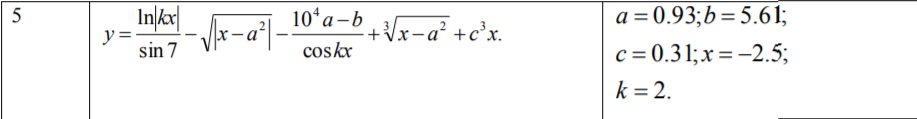 5
y = ln|kx|/sin 7 − √|x−a²| − (10⁴a−b)/cos kx + ∛(x−a²) + c³x.
a = 0.93; b = 5.61;
c = 0.31; x = −2.5;
k = 2.